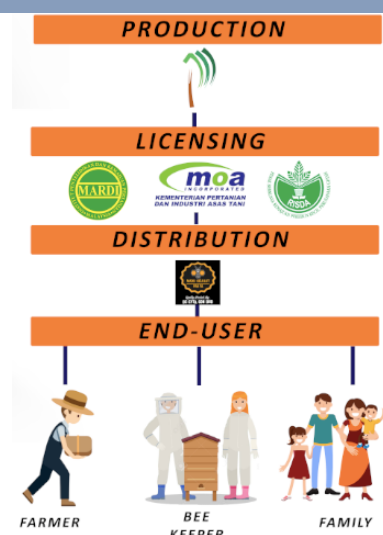 PRODUCTION
LICENSING
MARDI
moa
INCORPORATED
KEMENTERIAN PERTANIAN
DAN INDUSTRI ASAS TANI
RISDA
DISTRIBUTION
END-USER
FARMER
BEE
KEEPER
FAMILY